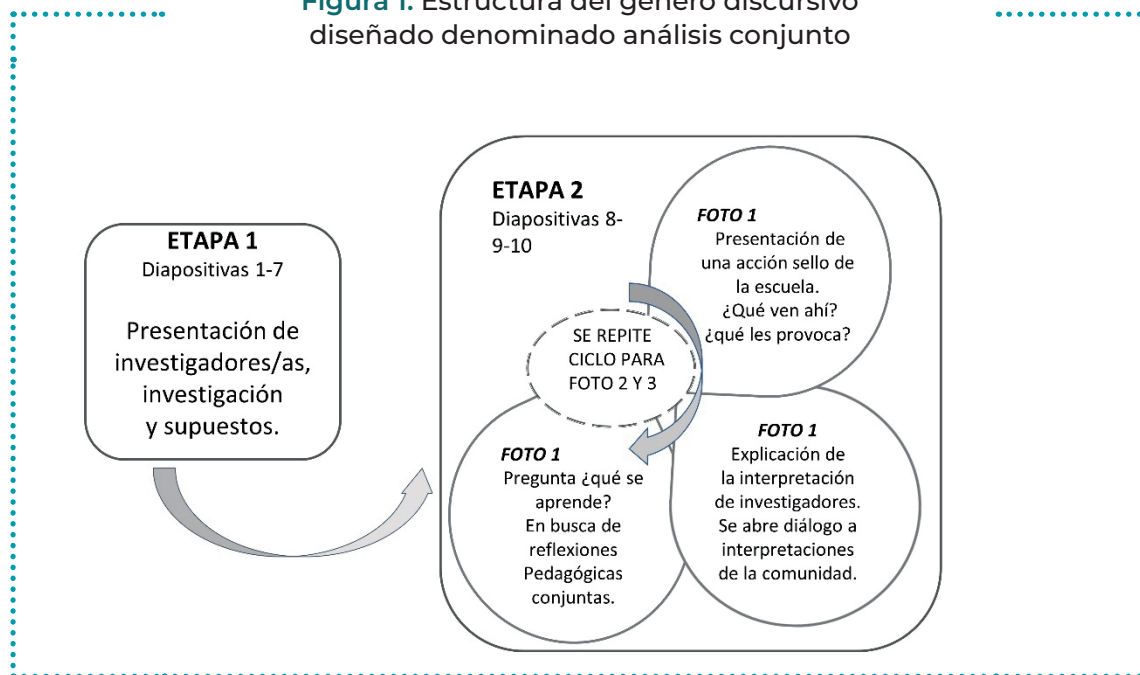 Figura 1. Estructura del género discursivo
diseñado denominado análisis conjunto
ETAPA 1
Diapositivas 1-7
Presentación de
investigadores/as,
investigación
y supuestos.
ETAPA 2
Diapositivas 8-
9-10
FOTO 1
Presentación de
una acción sello de
la escuela.
¿Qué ven ahí?
¿qué les provoca?
SE REPITE
CICLO PARA
FOTO 2 Y 3
FOTO 1
Explicación de
la interpretación
de investigadores.
Se abre diálogo a
interpretaciones
de la comunidad.
FOTO 1
Pregunta ¿qué se
aprende?
En busca de
reflexiones
Pedagógicas
conjuntas.